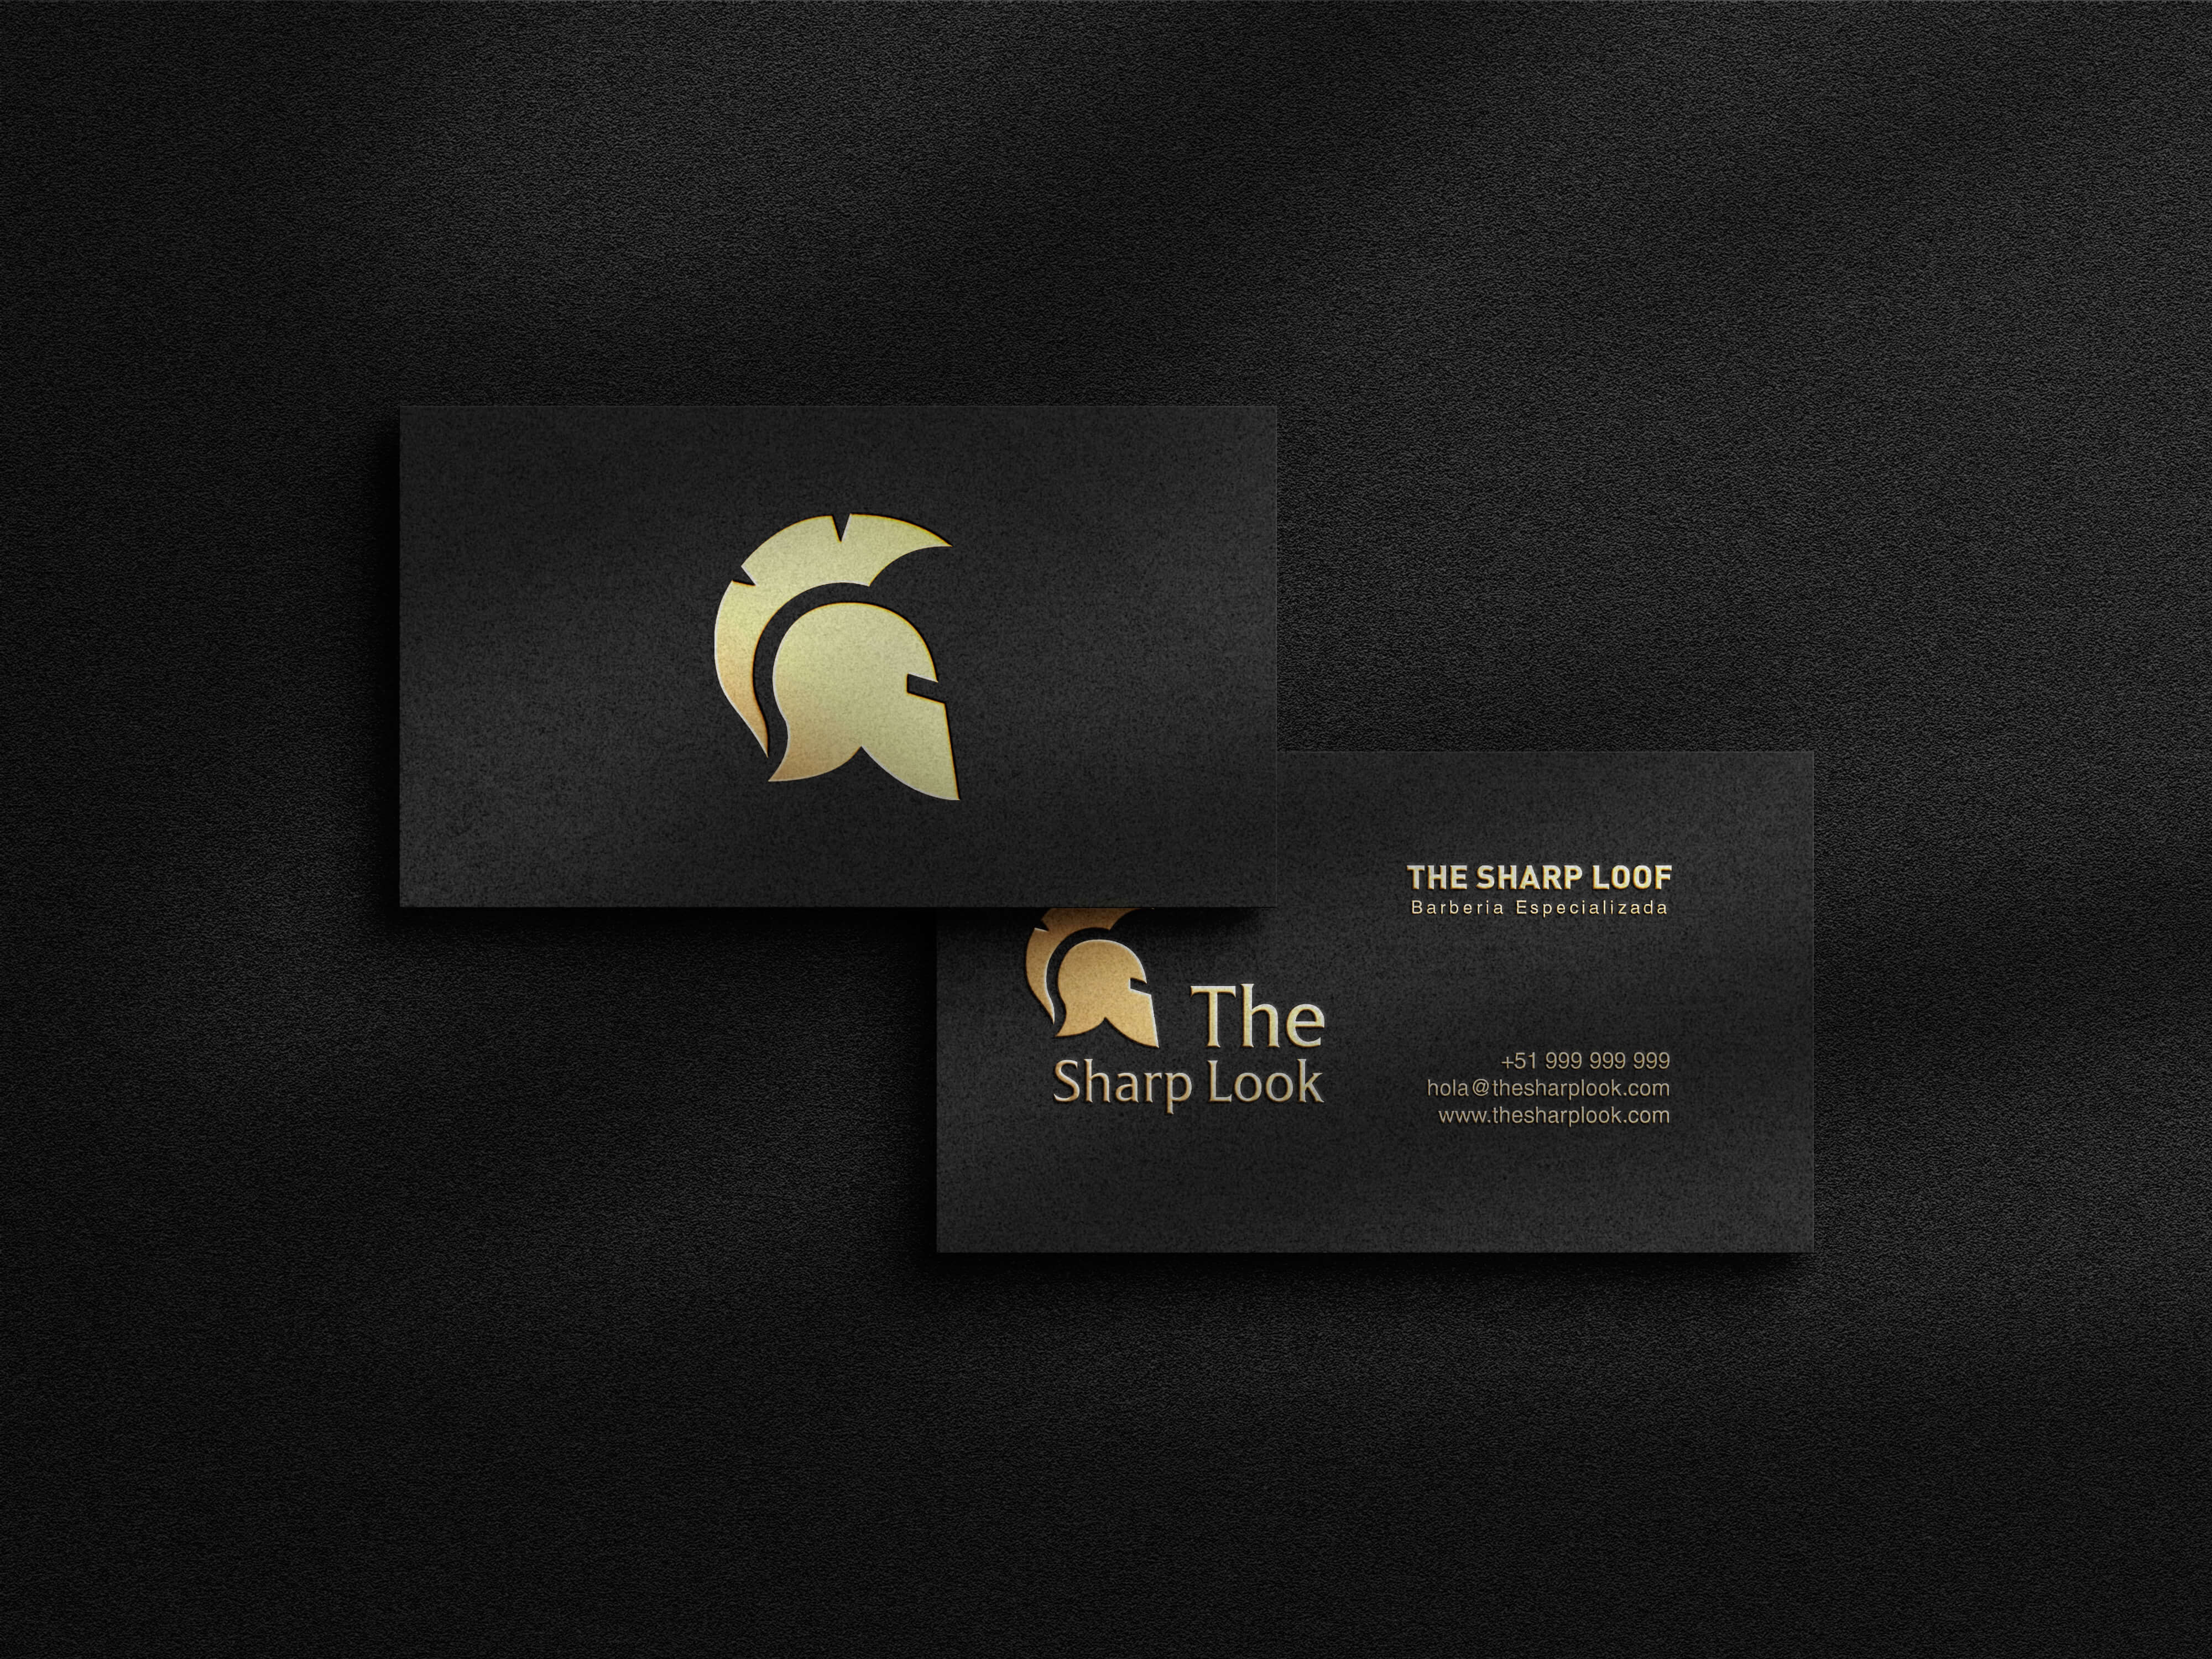 THE SHARP LOOF
Barberia Especializada
The
Sharp Look
+51 999 999 999
hola@thesharplook.com
www.thesharplook.com